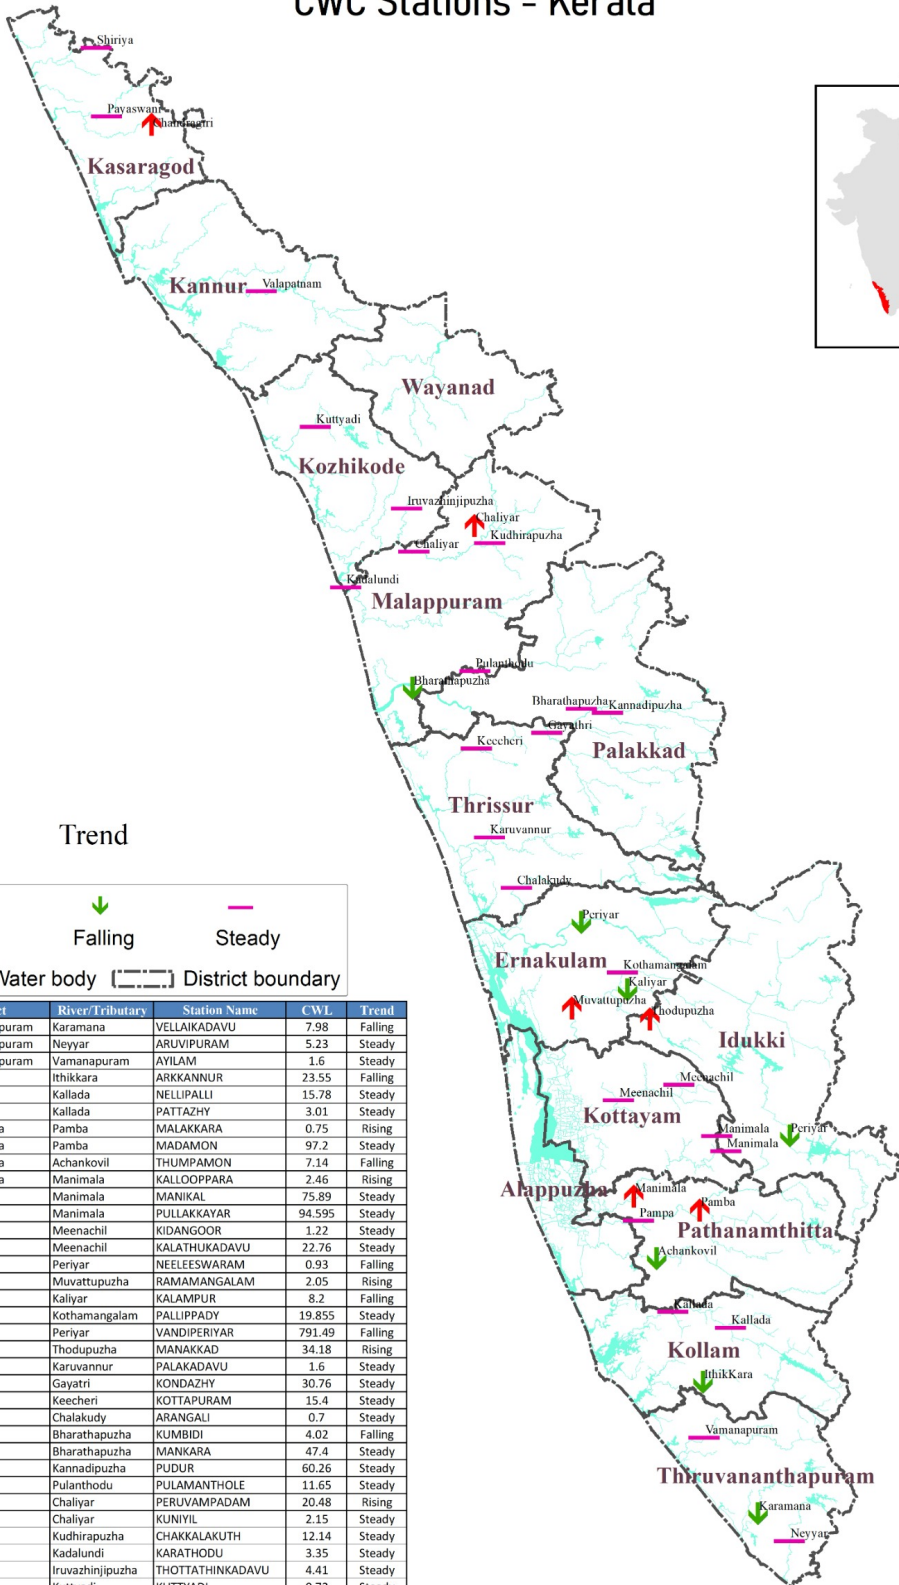 CWC Stations - Kerala
Shiriya
Payaswani
Chandragiri
Kasaragod
Kannur
Valapatnam
Wayanad
Kuttyadi
Kozhikode
Iruvazhinjipuzha
Chaliyar
Kudhirapuzha
Chaliyar
Kadalundi
Malappuram
Pulanthodu
Bharathapuzha
Bharathapuzha
Kannadipuzha
Gayathri
Keecheri
Palakkad
Thrissur
Karuvannur
Chalakudy
Periyar
Ernakulam
Kothamangalam
Kaliyar
Muvattupuzha
Thodupuzha
Idukki
Meenachil
Meenachil
Kottayam
Manimala
Periyar
Manimala
Alappuzha
Manimala
Pamba
Pampa
Pathanamthitta
Achankovil
Kallada
Kallada
Kollam
IthikKara
Vamanapuram
Thiruvananthapuram
Karamana
Neyyar
Trend
Falling Steady
Water body District boundary
ct River/Tributary Station Name CWL Trend
puram Karamana VELLAIKADAVU 7.98 Falling
puram Neyyar ARUVIPURAM 5.23 Steady
puram Vamanapuram AYILAM 1.6 Steady
Ithikkara ARKKANNUR 23.55 Falling
Kallada NELLIPALLI 15.78 Steady
Kallada PATTAZHY 3.01 Steady
a Pamba MALAKKARA 0.75 Rising
a Pamba MADAMON 97.2 Steady
a Achankovil THUMPAMON 7.14 Falling
a Manimala KALLOOPPARA 2.46 Rising
Manimala MANIKAL 75.89 Steady
Manimala PULLAKKAYAR 94.595 Steady
Meenachil KIDANGOOR 1.22 Steady
Meenachil KALATHUKADAVU 22.76 Steady
Periyar NEELEESWARAM 0.93 Falling
Muvattupuzha RAMAMANGALAM 2.05 Rising
Kaliyar KALAMPUR 8.2 Falling
Kothamangalam PALLIPPADY 19.855 Steady
Periyar VANDIPERIYAR 791.49 Falling
Thodupuzha MANAKKAD 34.18 Rising
Karuvannur PALAKADAVU 1.6 Steady
Gayatri KONDAZHY 30.76 Steady
Keecheri KOTTAPURAM 15.4 Steady
Chalakudy ARANGALI 0.7 Steady
Bharathapuzha KUMBIDI 4.02 Falling
Bharathapuzha MANKARA 47.4 Steady
Kannadipuzha PUDUR 60.26 Steady
Pulanthodu PULAMANTHOLE 11.65 Steady
Chaliyar PERUVAMPADAM 20.48 Rising
Chaliyar KUNIYIL 2.15 Steady
Kudhirapuzha CHAKKALAKUTH 12.14 Steady
Kadalundi KARATHODU 3.35 Steady
Iruvazhinjipuzha THOTTATHINKADAVU 4.41 Steady